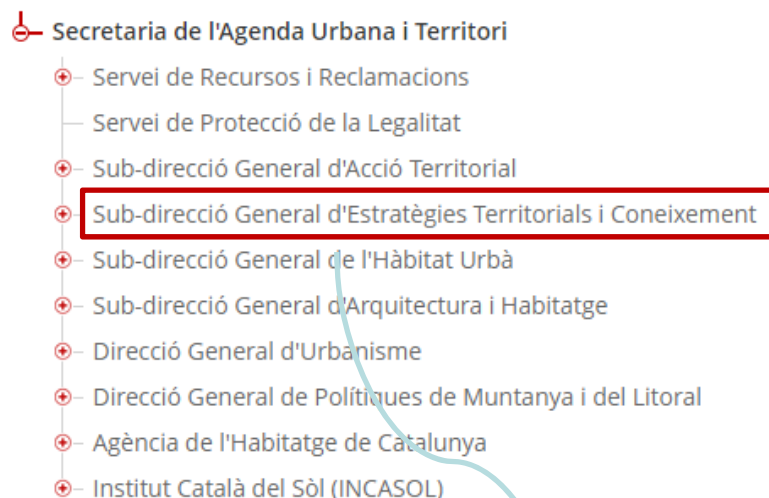 Secretaria de l'Agenda Urbana i Territori
Servei de Recursos i Reclamacions
Servei de Protecció de la Legalitat
Sub-direcció General d'Acció Territorial
Sub-direcció General d'Estratègies Territorials i Coneixement
Sub-direcció General de l'Hàbitat Urbà
Sub-direcció General d'Arquitectura i Habitatge
Direcció General d'Urbanisme
Direcció General de Polítiques de Muntanya i del Litoral
Agència de l'Habitatge de Catalunya
Institut Català del Sòl (INCASOL)